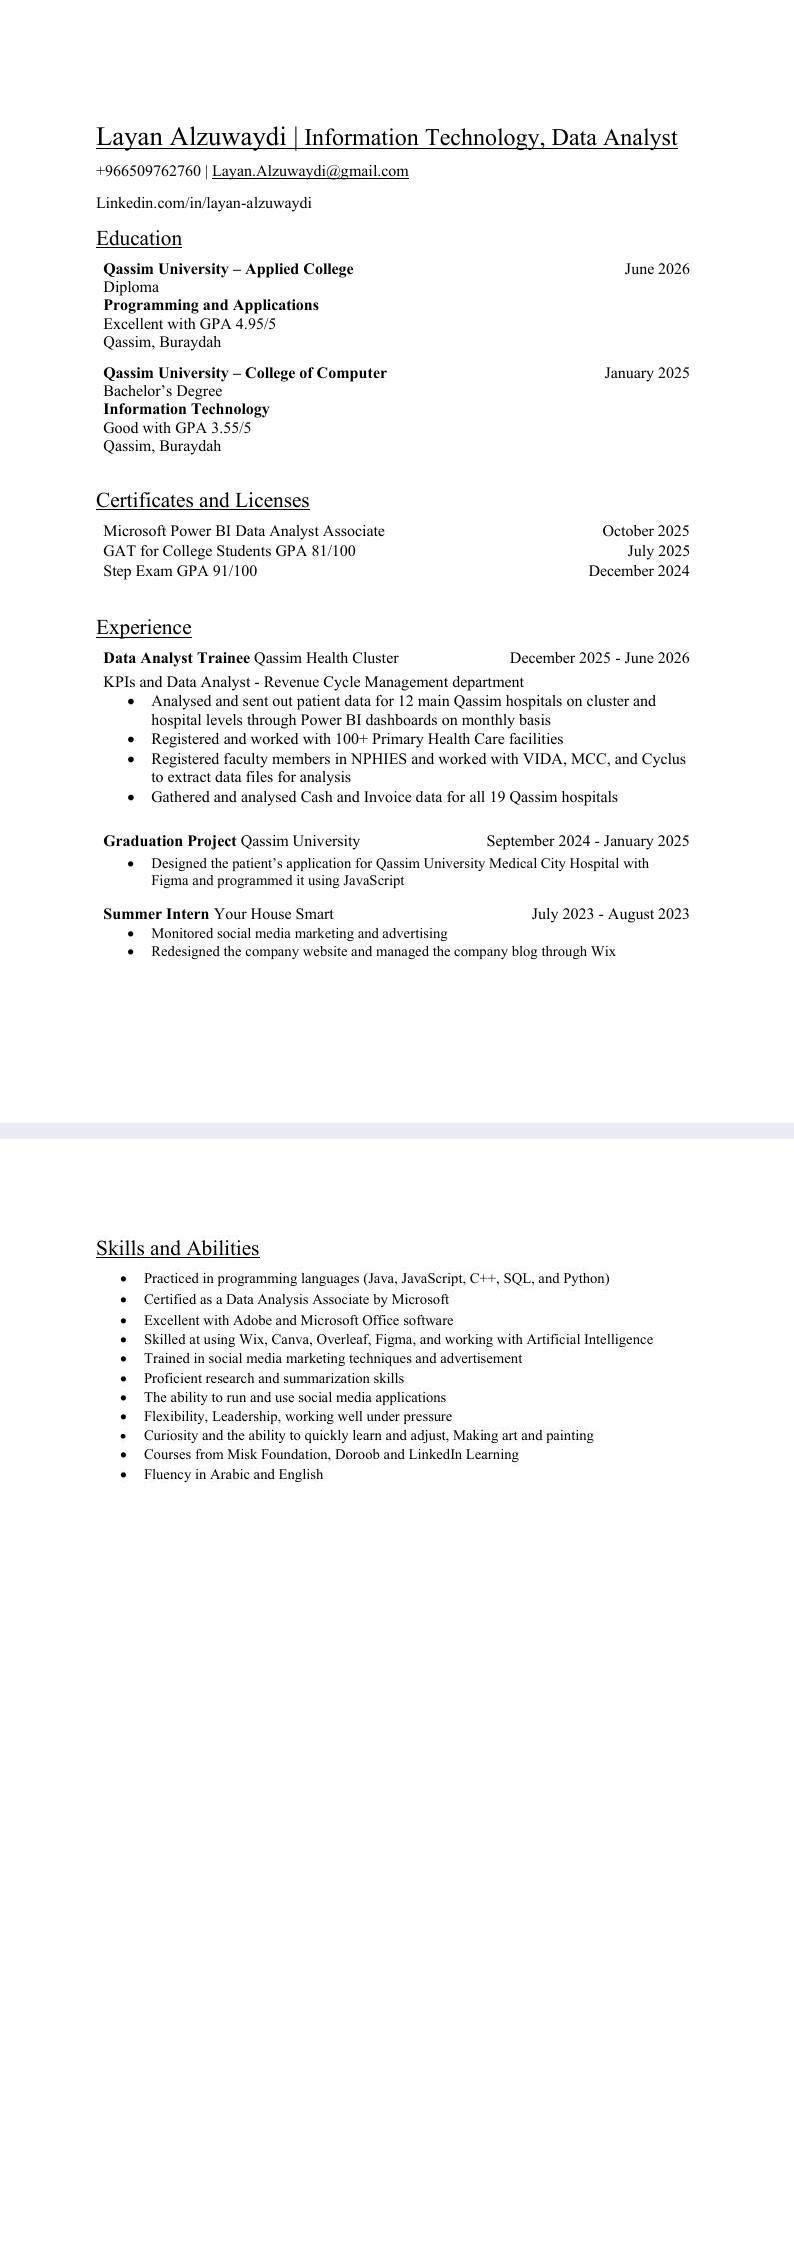 Layan Alzuwaydi | Information Technology, Data Analyst
+966509762760 | Layan.Alzuwaydi@gmail.com
Linkedin.com/in/layan-alzuwaydi
Education
Qassim University – Applied College June 2026
Diploma
Programming and Applications
Excellent with GPA 4.95/5
Qassim, Buraydah
Qassim University – College of Computer January 2025
Bachelor’s Degree
Information Technology
Good with GPA 3.55/5
Qassim, Buraydah
Certificates and Licenses
Microsoft Power BI Data Analyst Associate October 2025
GAT for College Students GPA 81/100 July 2025
Step Exam GPA 91/100 December 2024
Experience
Data Analyst Trainee Qassim Health Cluster December 2025 - June 2026
KPIs and Data Analyst - Revenue Cycle Management department
• Analysed and sent out patient data for 12 main Qassim hospitals on cluster and
hospital levels through Power BI dashboards on monthly basis
• Registered and worked with 100+ Primary Health Care facilities
• Registered faculty members in NPHIES and worked with VIDA, MCC, and Cyclus
to extract data files for analysis
• Gathered and analysed Cash and Invoice data for all 19 Qassim hospitals
Graduation Project Qassim University September 2024 - January 2025
• Designed the patient’s application for Qassim University Medical City Hospital with
Figma and programmed it using JavaScript
Summer Intern Your House Smart July 2023 - August 2023
• Monitored social media marketing and advertising
• Redesigned the company website and managed the company blog through Wix
Skills and Abilities
• Practiced in programming languages (Java, JavaScript, C++, SQL, and Python)
• Certified as a Data Analysis Associate by Microsoft
• Excellent with Adobe and Microsoft Office software
• Skilled at using Wix, Canva, Overleaf, Figma, and working with Artificial Intelligence
• Trained in social media marketing techniques and advertisement
• Proficient research and summarization skills
• The ability to run and use social media applications
• Flexibility, Leadership, working well under pressure
• Curiosity and the ability to quickly learn and adjust, Making art and painting
• Courses from Misk Foundation, Doroob and LinkedIn Learning
• Fluency in Arabic and English